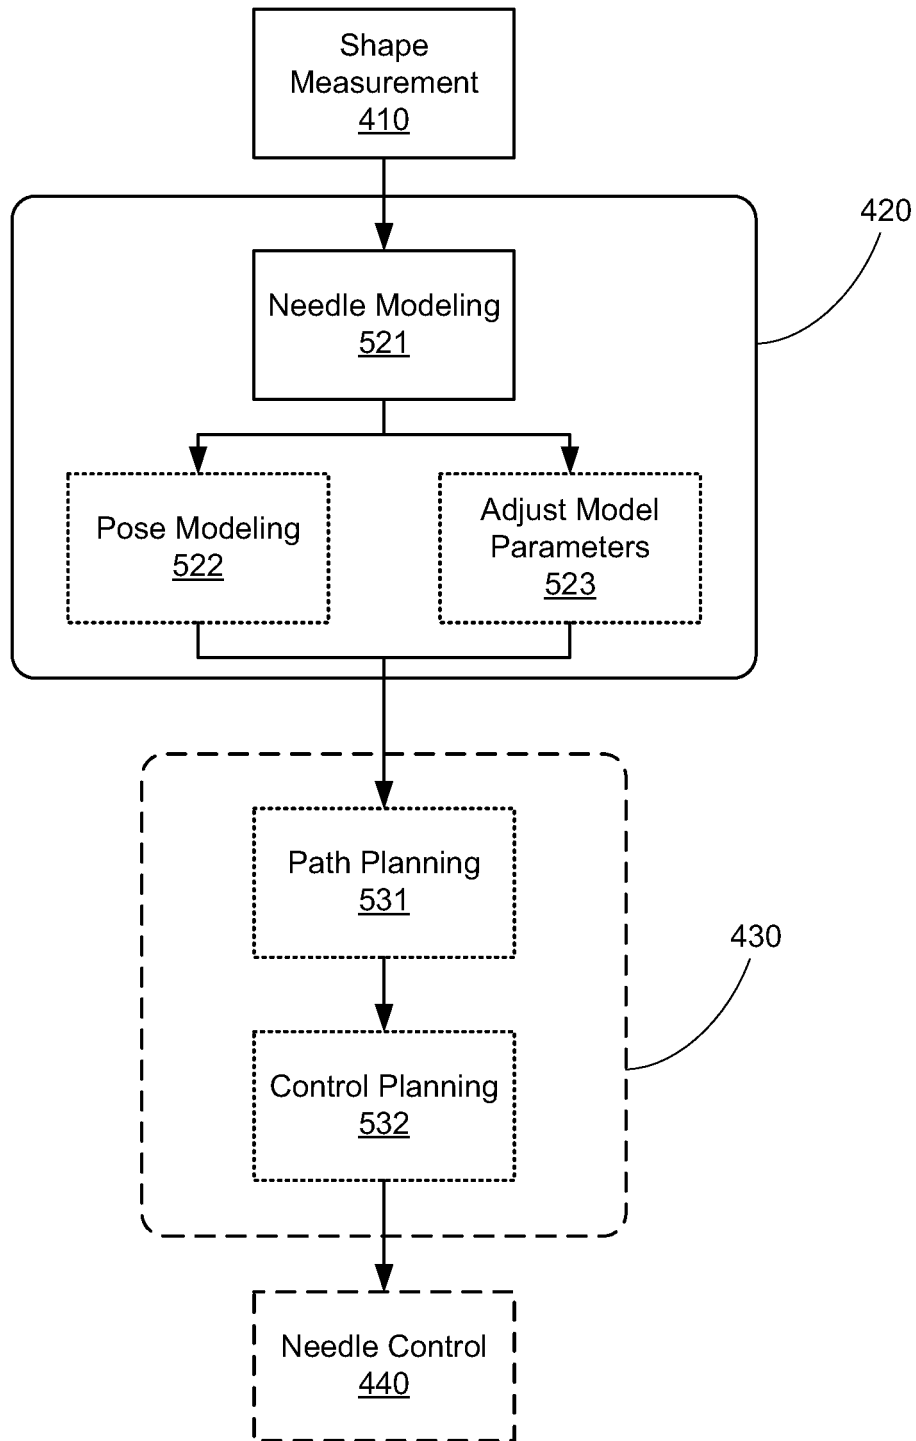 Shape
Measurement
410
420
Needle Modeling
521
Pose Modeling
522
Adjust Model
Parameters
523
Path Planning
531
430
Control Planning
532
Needle Control
440